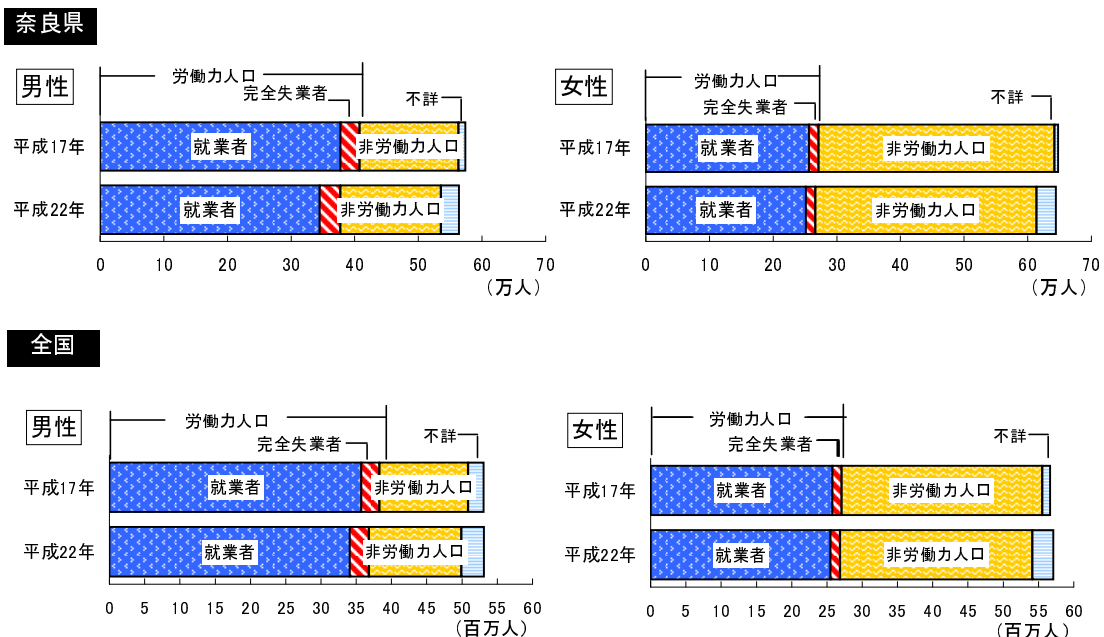 奈良県
男性
労働力人口
完全失業者
不詳
平成17年
就業者
非労働力人口
平成22年
就業者
非労働力人口
0 10 20 30 40 50 60 70
(万人)
女性
労働力人口
完全失業者
不詳
平成17年
就業者
非労働力人口
平成22年
就業者
非労働力人口
0 10 20 30 40 50 60 70
(万人)
全国
男性
労働力人口
完全失業者
不詳
平成17年
就業者
非労働力人口
平成22年
就業者
非労働力人口
0 5 10 15 20 25 30 35 40 45 50 55 60
(百万人)
女性
労働力人口
完全失業者
不詳
平成17年
就業者
非労働力人口
平成22年
就業者
非労働力人口
0 5 10 15 20 25 30 35 40 45 50 55 60
(百万人)